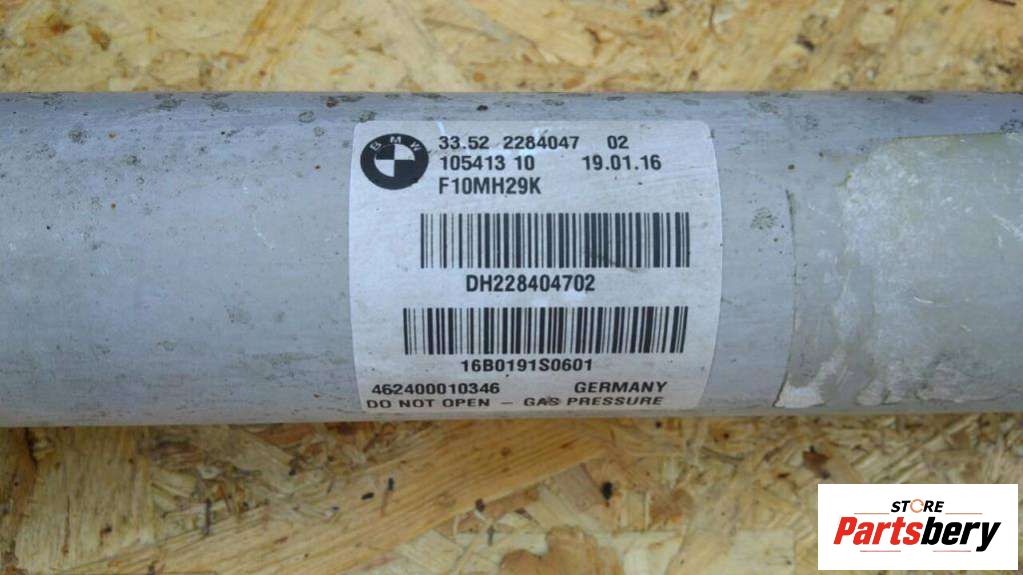 BMW
33.52 2284047 02
105413 10 19.01.16
F10MH29K
DH228404702
16B0191S0601
462400010346 GERMANY
DO NOT OPEN - GAS PRESSURE
STORE
Partsbery